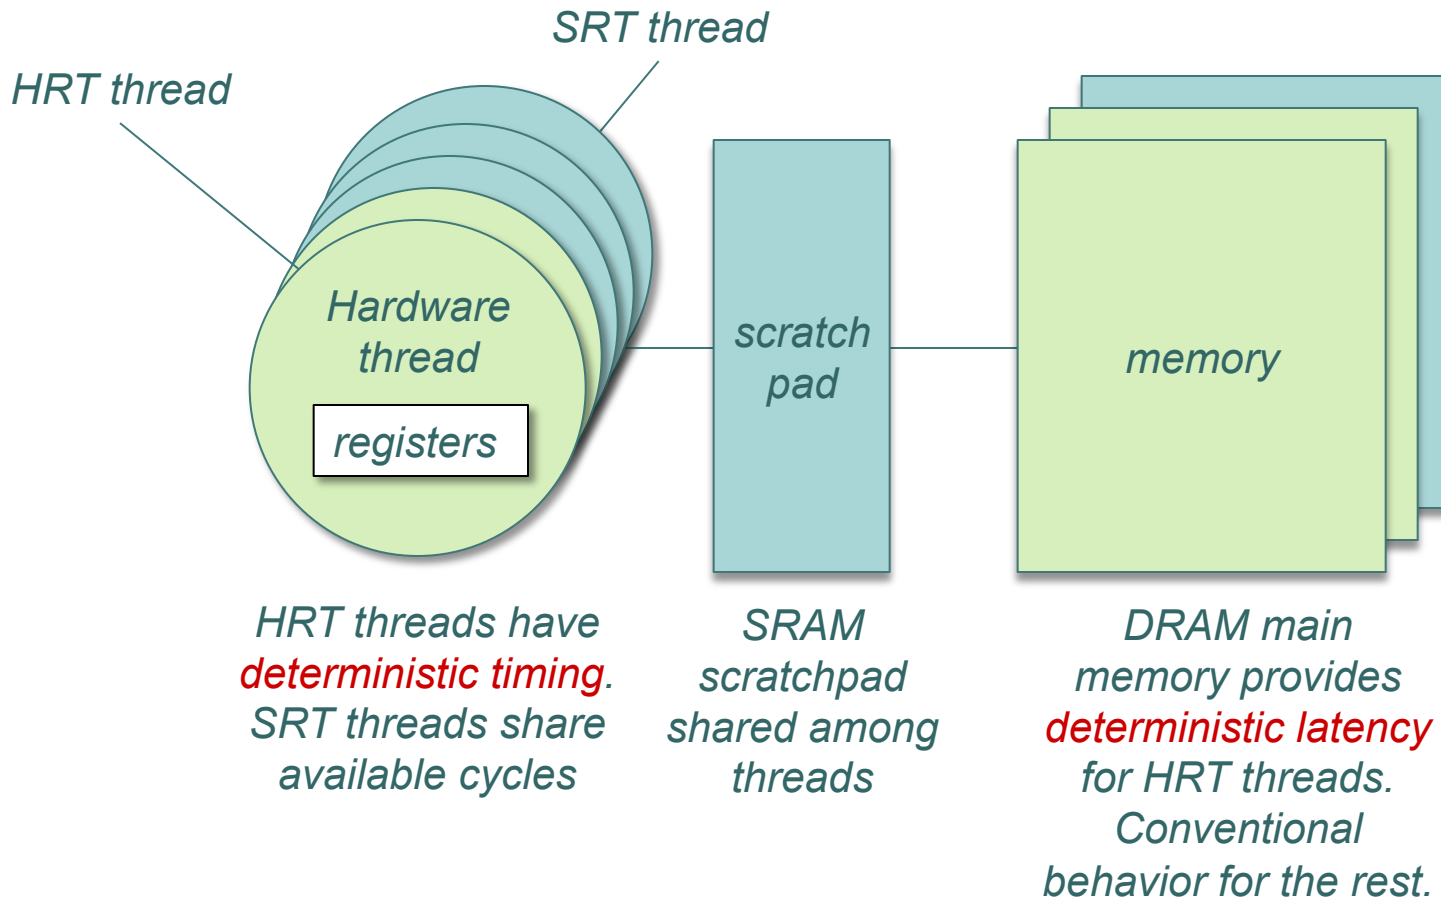 SRT thread
HRT thread
Hardware
thread
registers
scratch
pad
memory
HRT threads have
deterministic timing.
SRT threads share
available cycles
SRAM
scratchpad
shared among
threads
DRAM main
memory provides
deterministic latency
for HRT threads.
Conventional
behavior for the rest.